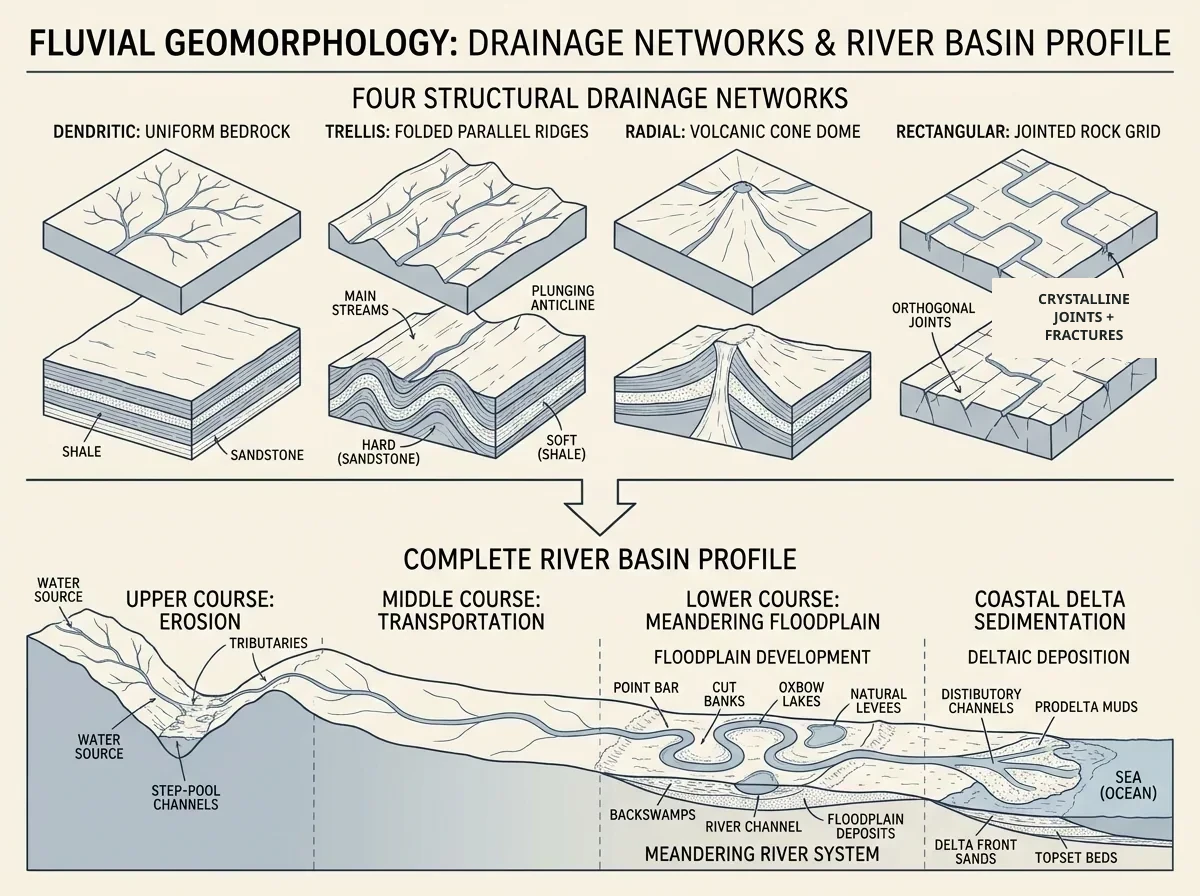 FLUVIAL GEOMORPHOLOGY: DRAINAGE NETWORKS & RIVER BASIN PROFILE
FOUR STRUCTURAL DRAINAGE NETWORKS
DENDRITIC: UNIFORM BEDROCK
TRELLIS: FOLDED PARALLEL RIDGES
RADIAL: VOLCANIC CONE DOME
RECTANGULAR: JOINTED ROCK GRID
SHALE
SANDSTONE
MAIN
STREAMS
PLUNGING
ANTICLINE
HARD
(SANDSTONE)
SOFT
(SHALE)
ORTHOGONAL
JOINTS
CRYSTALLINE
JOINTS +
FRACTURES
COMPLETE RIVER BASIN PROFILE
UPPER COURSE:
EROSION
WATER
SOURCE
TRIBUTARIES
WATER
SOURCE
STEP-POOL
CHANNELS
MIDDLE COURSE:
TRANSPORTATION
LOWER COURSE:
MEANDERING FLOODPLAIN
FLOODPLAIN DEVELOPMENT
POINT BAR
CUT
BANKS
OXBOW
LAKES
NATURAL
LEVEES
BACKSWAMPS
RIVER CHANNEL
FLOODPLAIN
DEPOSITS
MEANDERING RIVER SYSTEM
COASTAL DELTA
SEDIMENTATION
DELTAIC DEPOSITION
DISTIBUTORY
CHANNELS
PRODELTA MUDS
SEA
(OCEAN)
DELTA FRONT
SANDS
TOPSET BEDS